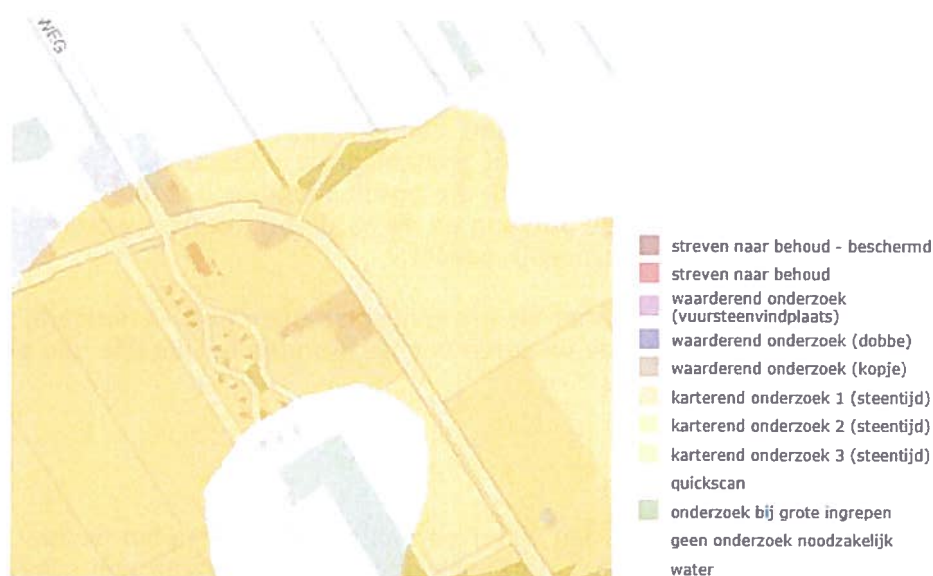 WEG
streven naar behoud - beschermd
streven naar behoud
waarderend onderzoek
(vuursteenvindplaats)
waarderend onderzoek (dobbe)
waarderend onderzoek (kopje)
karterend onderzoek 1 (steentijd)
karterend onderzoek 2 (steentijd)
karterend onderzoek 3 (steentijd)
quickscan
onderzoek bij grote ingrepen
geen onderzoek noodzakelijk
water